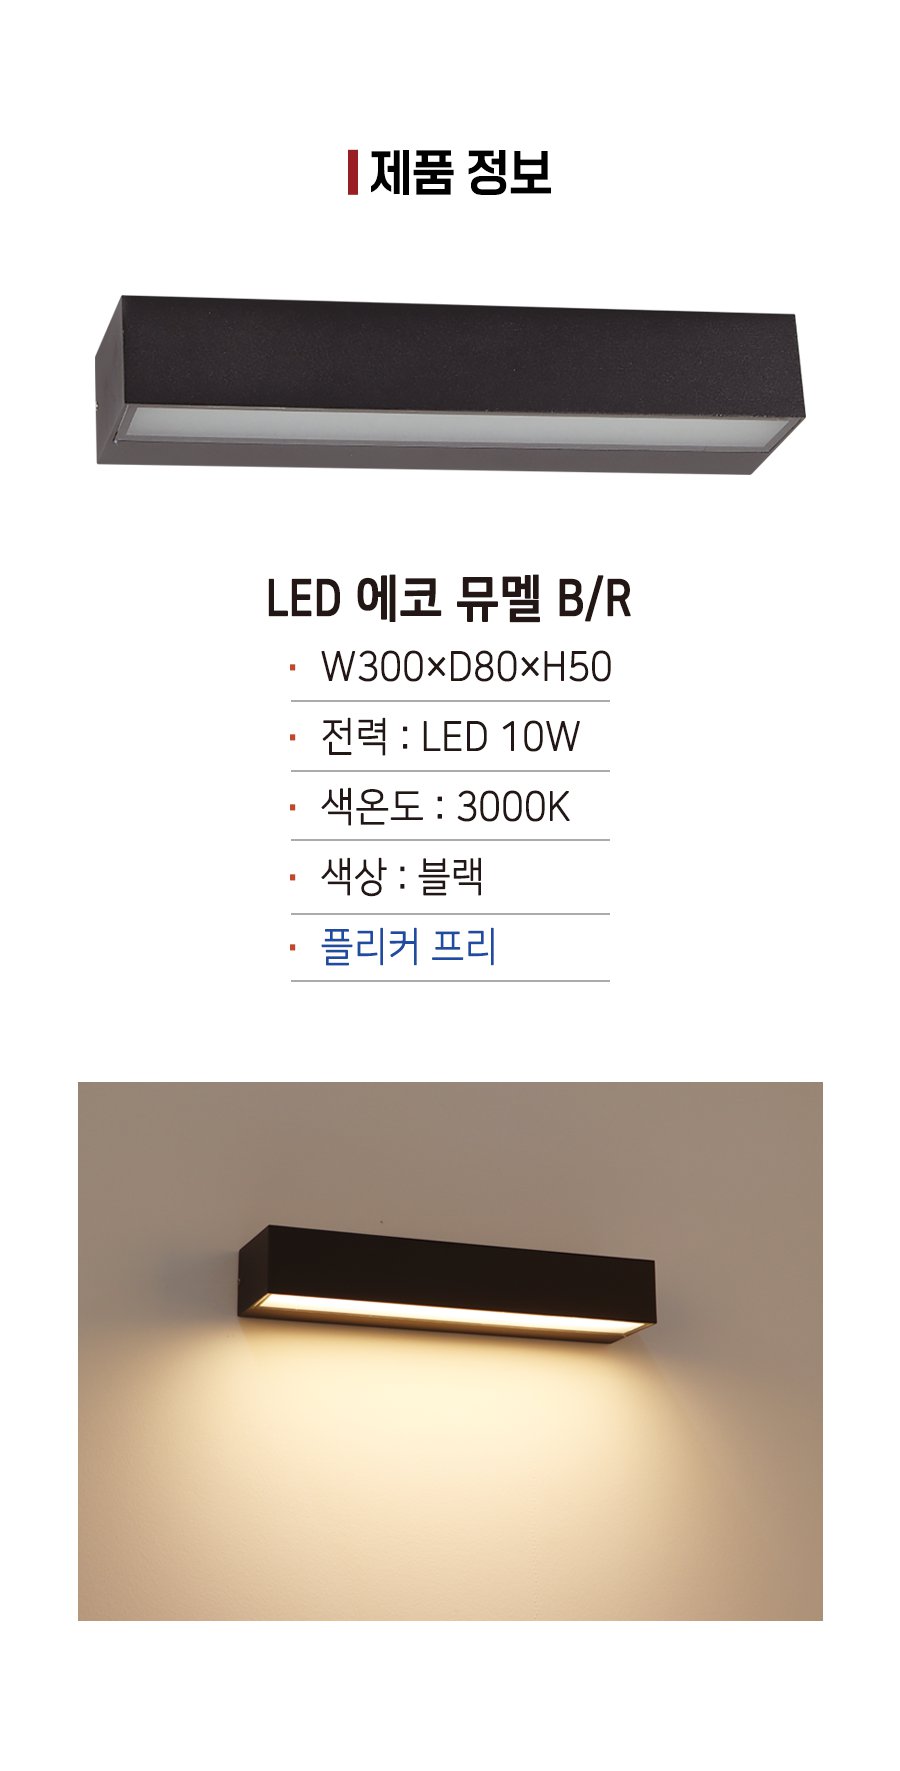 제품 정보
LED 에코 뮤멜 B/R
· W300×D80×H50
· 전력 : LED 10W
· 색온도 : 3000K
· 색상 : 블랙
· 플리커 프리